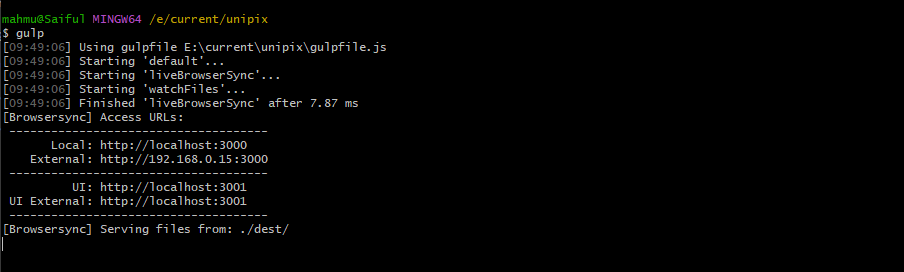 mahmu@Saiful MINGW64 /e/current/unipix
$ gulp
[09:49:06] Using gulpfile E:\current\unipix\gulpfile.js
[09:49:06] Starting 'default'...
[09:49:06] Starting 'liveBrowserSync'...
[09:49:06] Starting 'watchFiles'...
[09:49:06] Finished 'liveBrowserSync' after 7.87 ms
[Browsersync] Access URLs:
-------------------------------------
Local: http://localhost:3000
External: http://192.168.0.15:3000
-------------------------------------
UI: http://localhost:3001
UI External: http://localhost:3001
-------------------------------------
[Browsersync] Serving files from: ./dest/